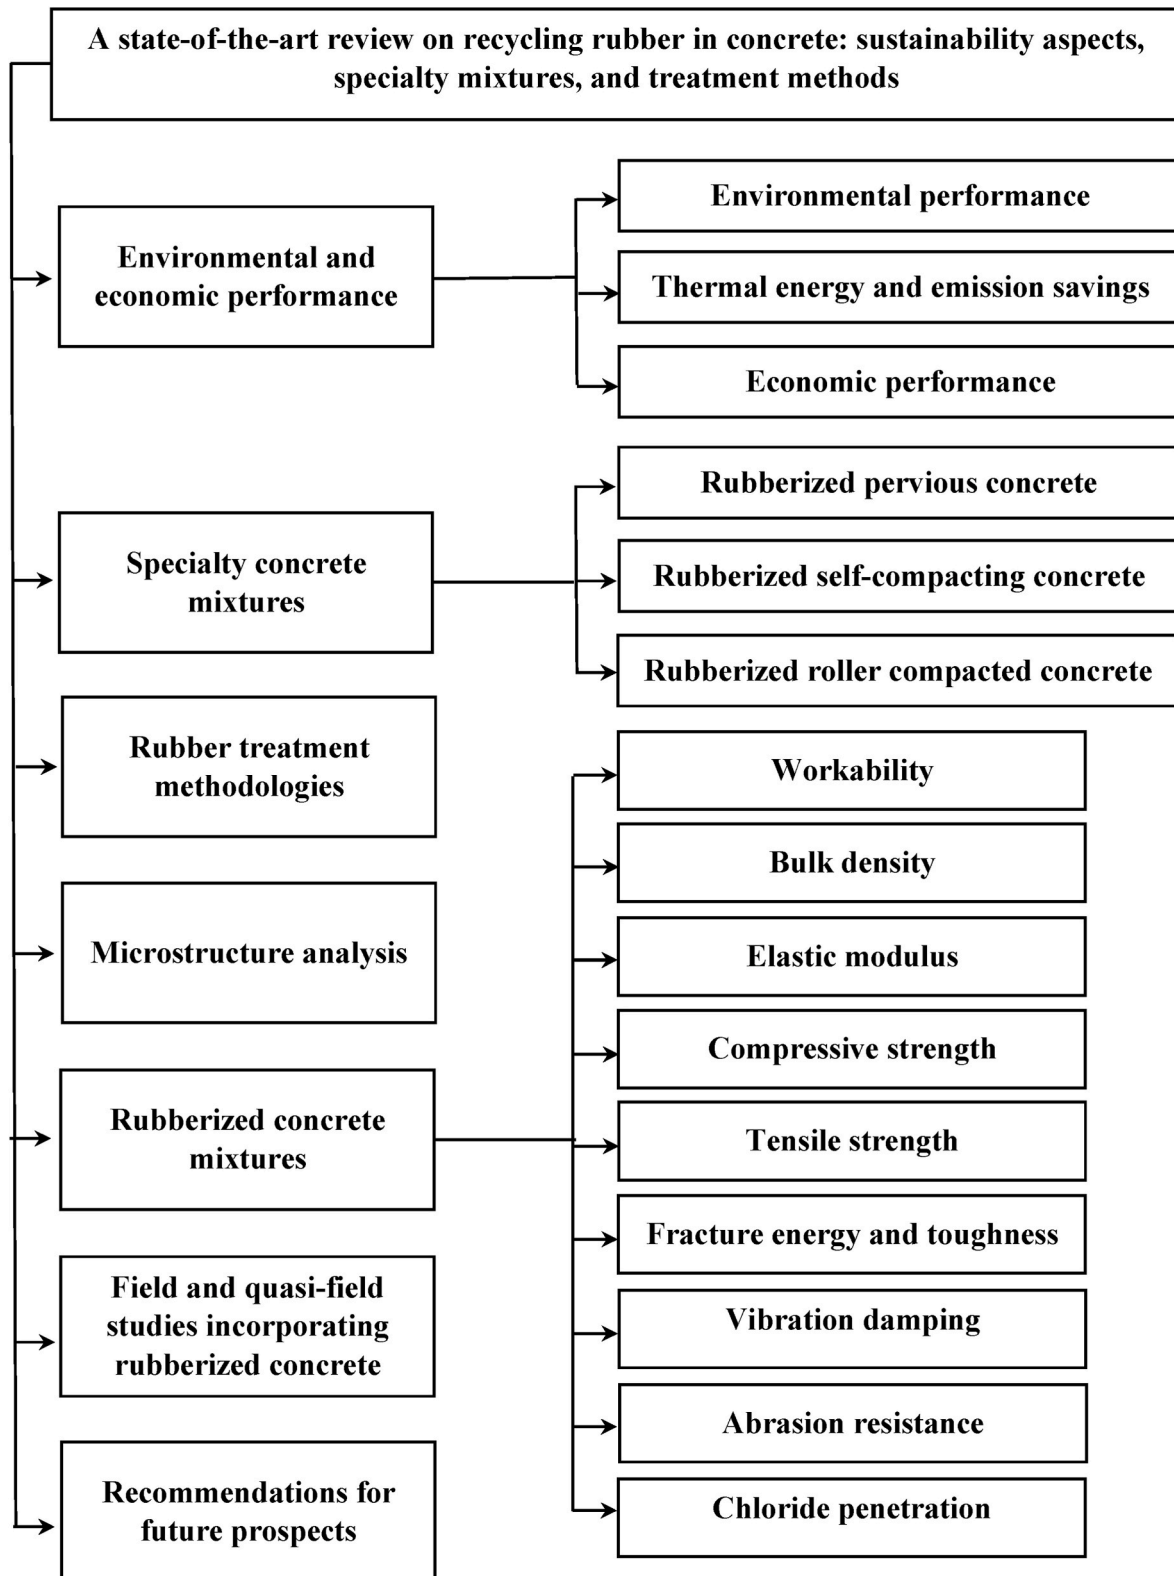 A state-of-the-art review on recycling rubber in concrete: sustainability aspects,
specialty mixtures, and treatment methods
Environmental and
economic performance
Environmental performance
Thermal energy and emission savings
Economic performance
Specialty concrete
mixtures
Rubberized pervious concrete
Rubberized self-compacting concrete
Rubberized roller compacted concrete
Rubber treatment
methodologies
Microstructure analysis
Rubberized concrete
mixtures
Workability
Bulk density
Elastic modulus
Compressive strength
Tensile strength
Fracture energy and toughness
Vibration damping
Abrasion resistance
Chloride penetration
Field and quasi-field
studies incorporating
rubberized concrete
Recommendations for
future prospects